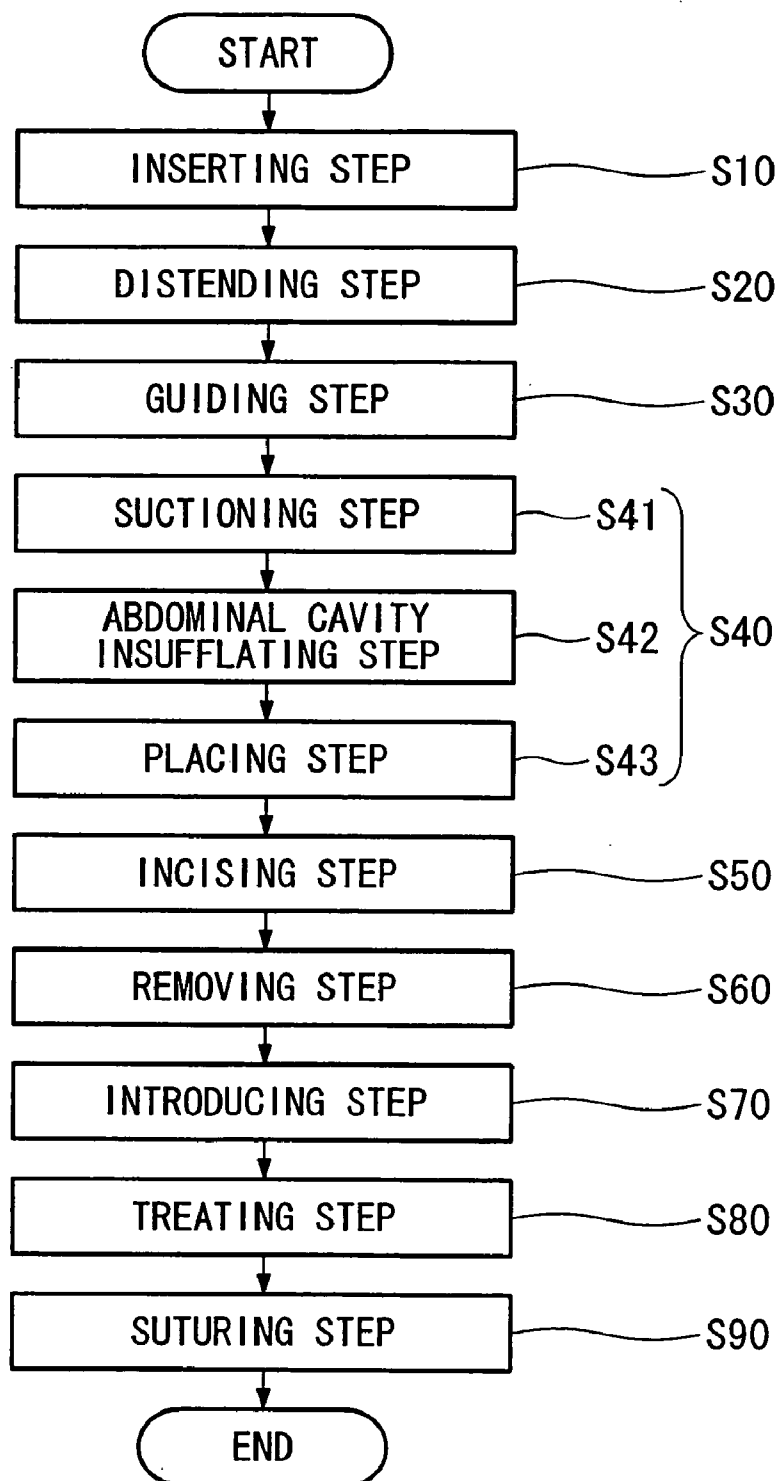 START
INSERTING STEP
S10
DISTENDING STEP
S20
GUIDING STEP
S30
SUCTIONING STEP
S41
ABDOMINAL CAVITY
INSUFFLATING STEP
S42
S40
PLACING STEP
S43
INCISING STEP
S50
REMOVING STEP
S60
INTRODUCING STEP
S70
TREATING STEP
S80
SUTURING STEP
S90
END